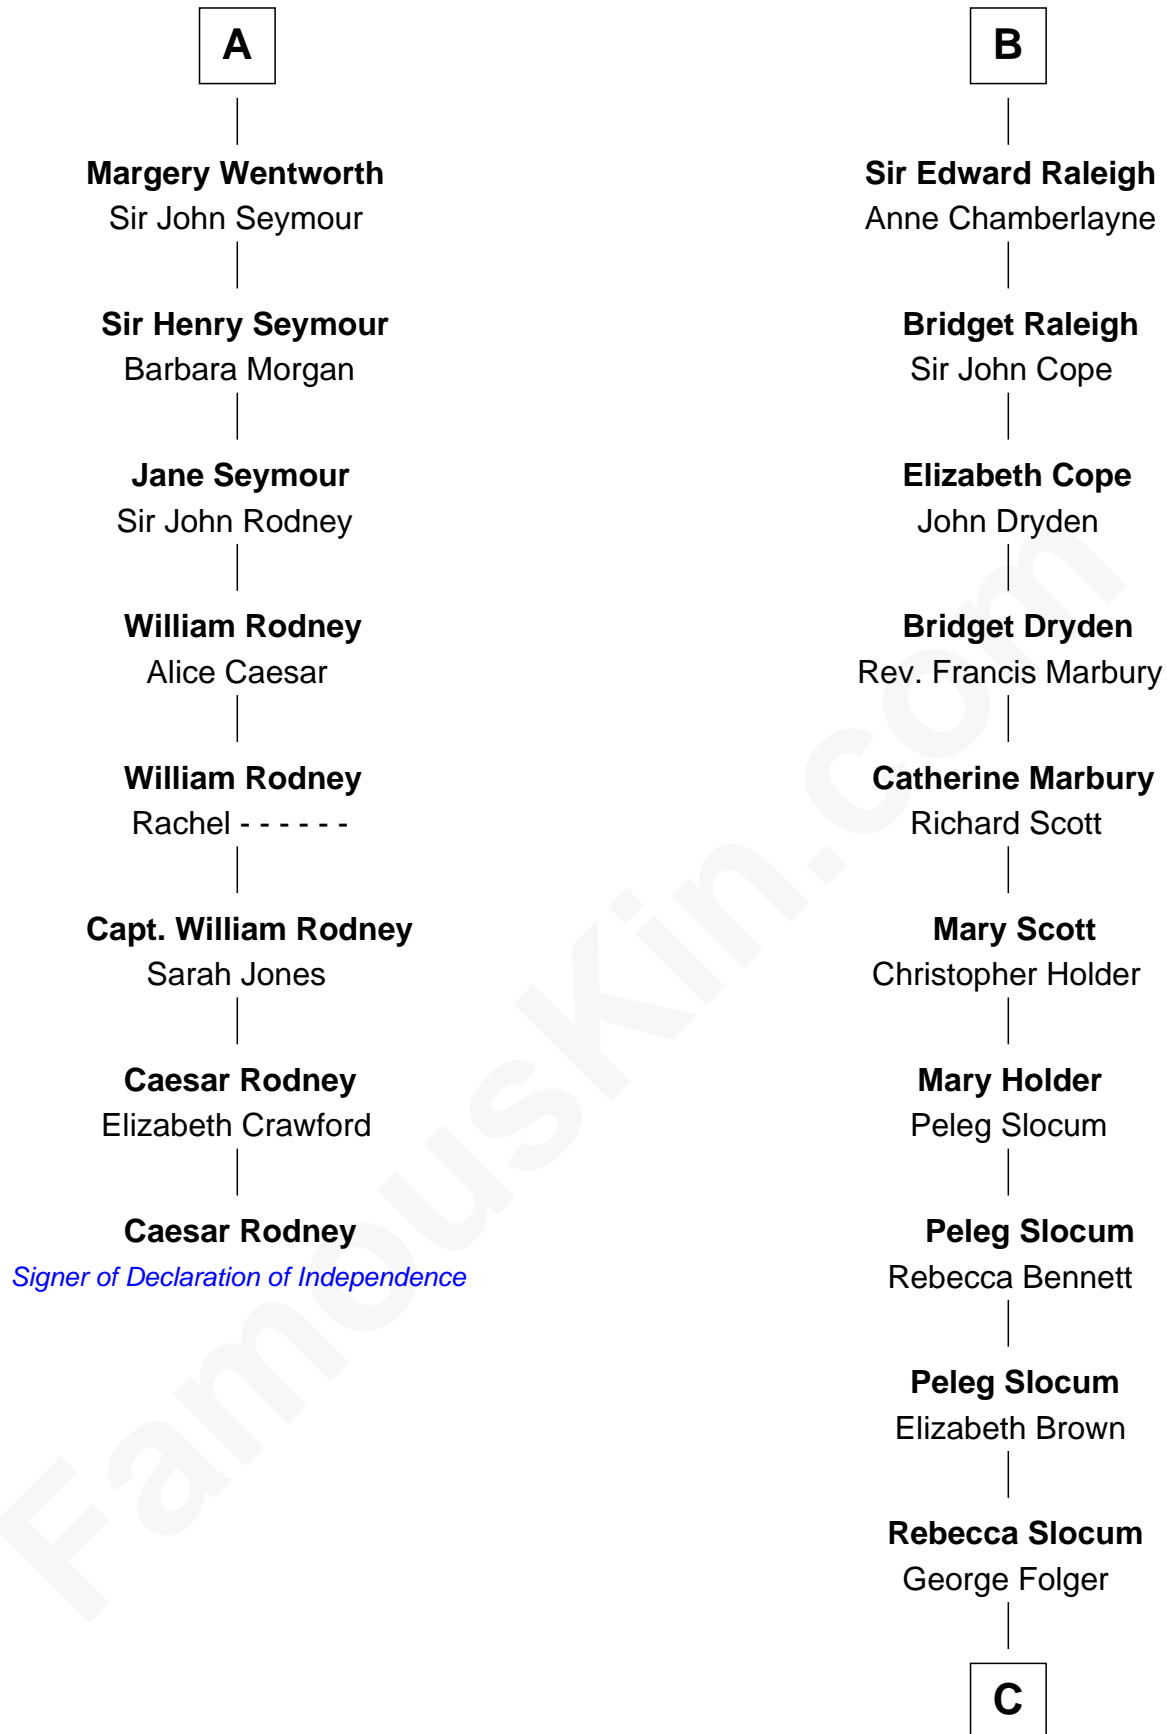 A
Margery Wentworth
Sir John Seymour
Sir Henry Seymour
Barbara Morgan
Jane Seymour
Sir John Rodney
William Rodney
Alice Caesar
William Rodney
Rachel - - - - - -
Capt. William Rodney
Sarah Jones
Caesar Rodney
Elizabeth Crawford
Caesar Rodney
Signer of Declaration of Independence
B
Sir Edward Raleigh
Anne Chamberlayne
Bridget Raleigh
Sir John Cope
Elizabeth Cope
John Dryden
Bridget Dryden
Rev. Francis Marbury
Catherine Marbury
Richard Scott
Mary Scott
Christopher Holder
Mary Holder
Peleg Slocum
Peleg Slocum
Rebecca Bennett
Peleg Slocum
Elizabeth Brown
Rebecca Slocum
George Folger
C
FamousKin.com